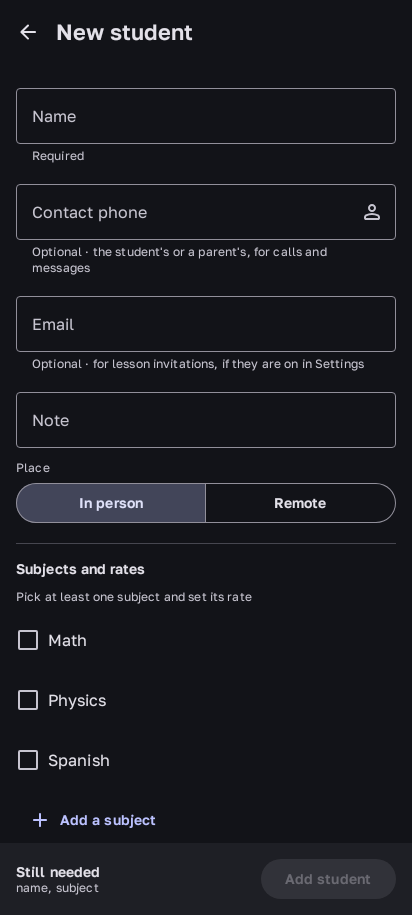 New student
Name
Required
Contact phone
Optional · the student's or a parent's, for calls and
messages
Email
Optional · for lesson invitations, if they are on in Settings
Note
Place
In person
Remote
Subjects and rates
Pick at least one subject and set its rate
Math
Physics
Spanish
Add a subject
Still needed
name, subject
Add student